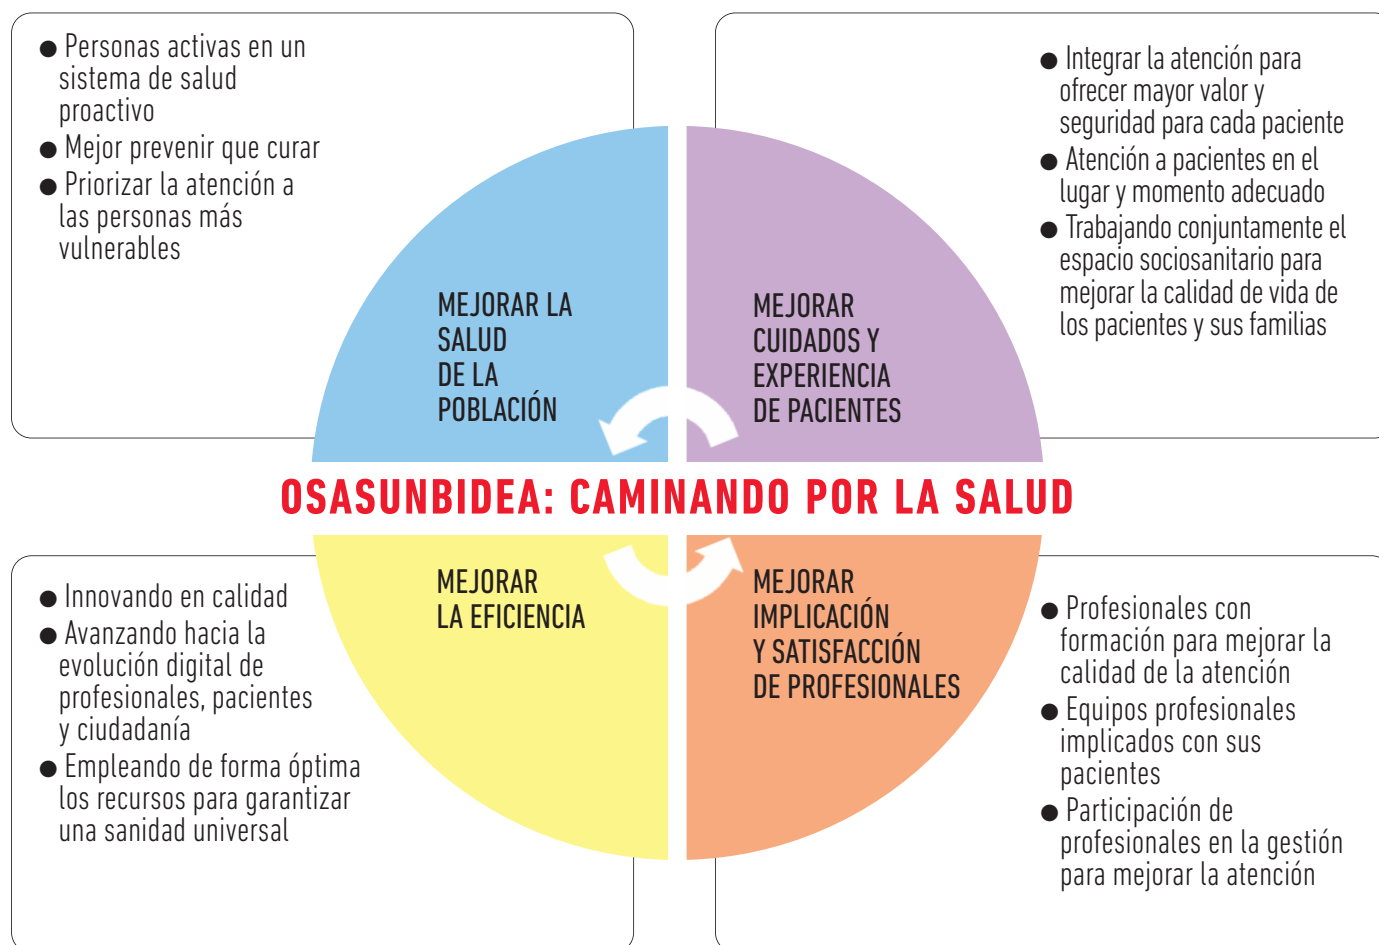 ● Personas activas en un
sistema de salud
proactivo
● Mejor prevenir que curar
● Priorizar la atención a
las personas más
vulnerables
● Integrar la atención para
ofrecer mayor valor y
seguridad para cada paciente
● Atención a pacientes en el
lugar y momento adecuado
● Trabajando conjuntamente el
espacio sociosanitario para
mejorar la calidad de vida de
los pacientes y sus familias
MEJORAR LA
SALUD
DE LA
POBLACIÓN
MEJORAR
CUIDADOS Y
EXPERIENCIA
DE PACIENTES
OSASUNBIDEA: CAMINANDO POR LA SALUD
MEJORAR
LA EFICIENCIA
MEJORAR
IMPLICACIÓN
Y SATISFACCIÓN
DE PROFESIONALES
● Innovando en calidad
● Avanzando hacia la
evolución digital de
profesionales, pacientes
y ciudadanía
● Empleando de forma óptima
los recursos para garantizar
una sanidad universal
● Profesionales con
formación para mejorar la
calidad de la atención
● Equipos profesionales
implicados con sus
pacientes
● Participación de
profesionales en la gestión
para mejorar la atención